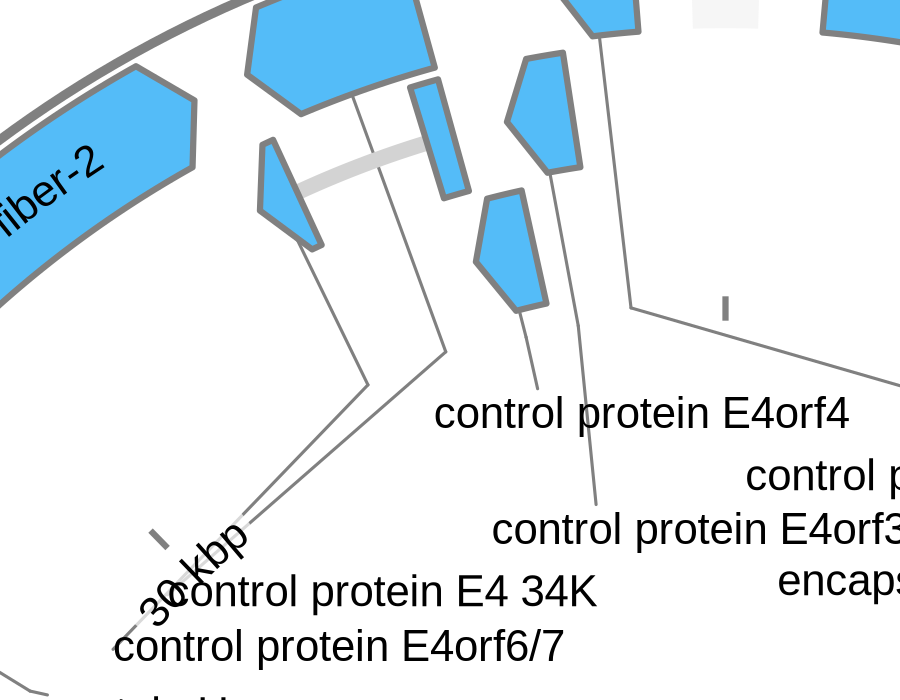 fiber-2
control protein E4orf4
control p
control protein E4orf3
30 kbp
control protein E4 34K
encaps
control protein E4orf6/7